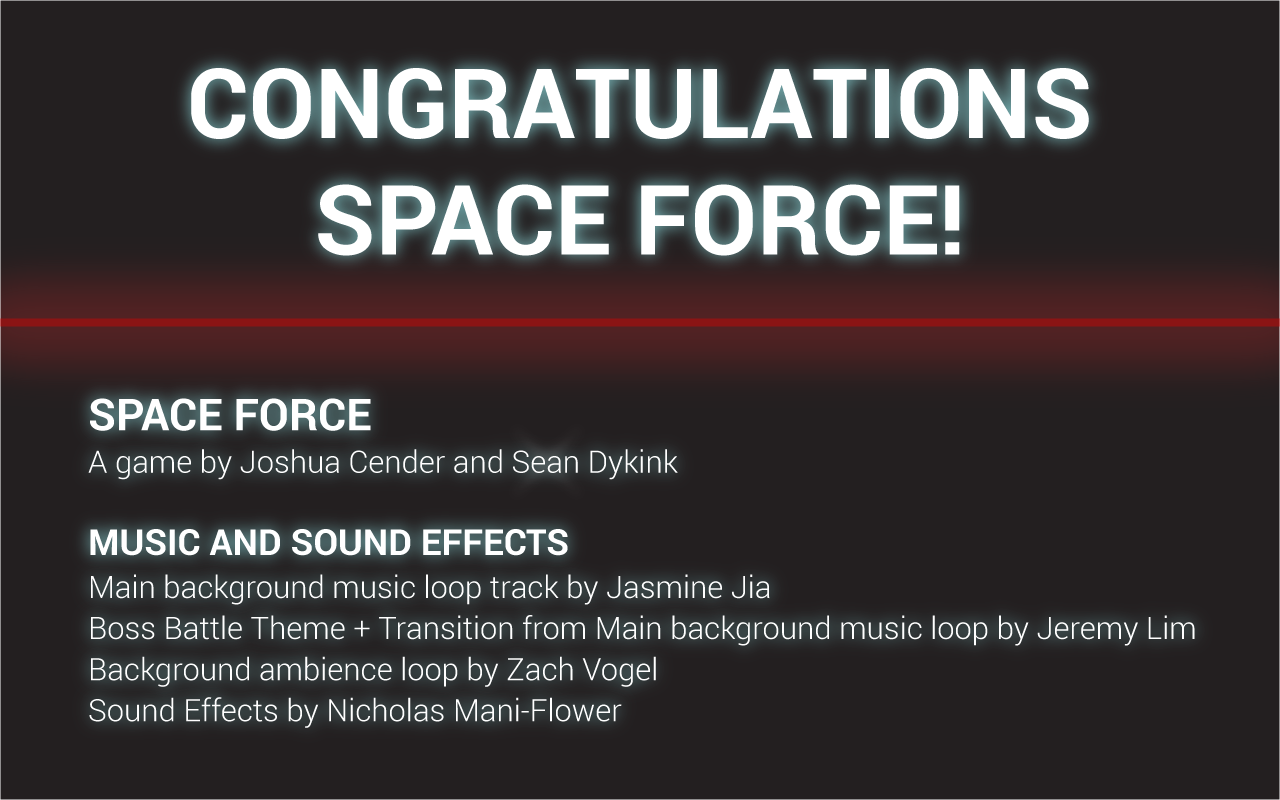 CONGRATULATIONS
SPACE FORCE!
SPACE FORCE
A game by Joshua Cender and Sean Dykink
MUSIC AND SOUND EFFECTS
Main background music loop track by Jasmine Jia
Boss Battle Theme + Transition from Main background music loop by Jeremy Lim
Background ambience loop by Zach Vogel
Sound Effects by Nicholas Mani-Flower